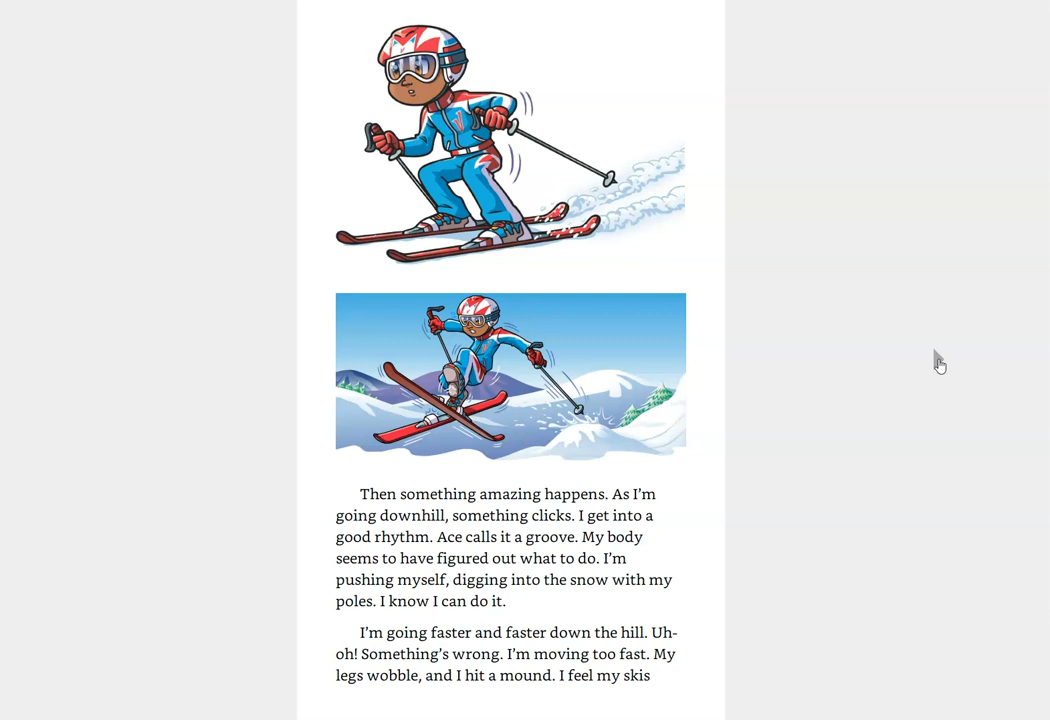 Then something amazing happens. As I’m
going downhill, something clicks. I get into a
good rhythm. Ace calls it a groove. My body
seems to have figured out what to do. I’m
pushing myself, digging into the snow with my
poles. I know I can do it.
I’m going faster and faster down the hill. Uh-
oh! Something’s wrong. I’m moving too fast. My
legs wobble, and I hit a mound. I feel my skis